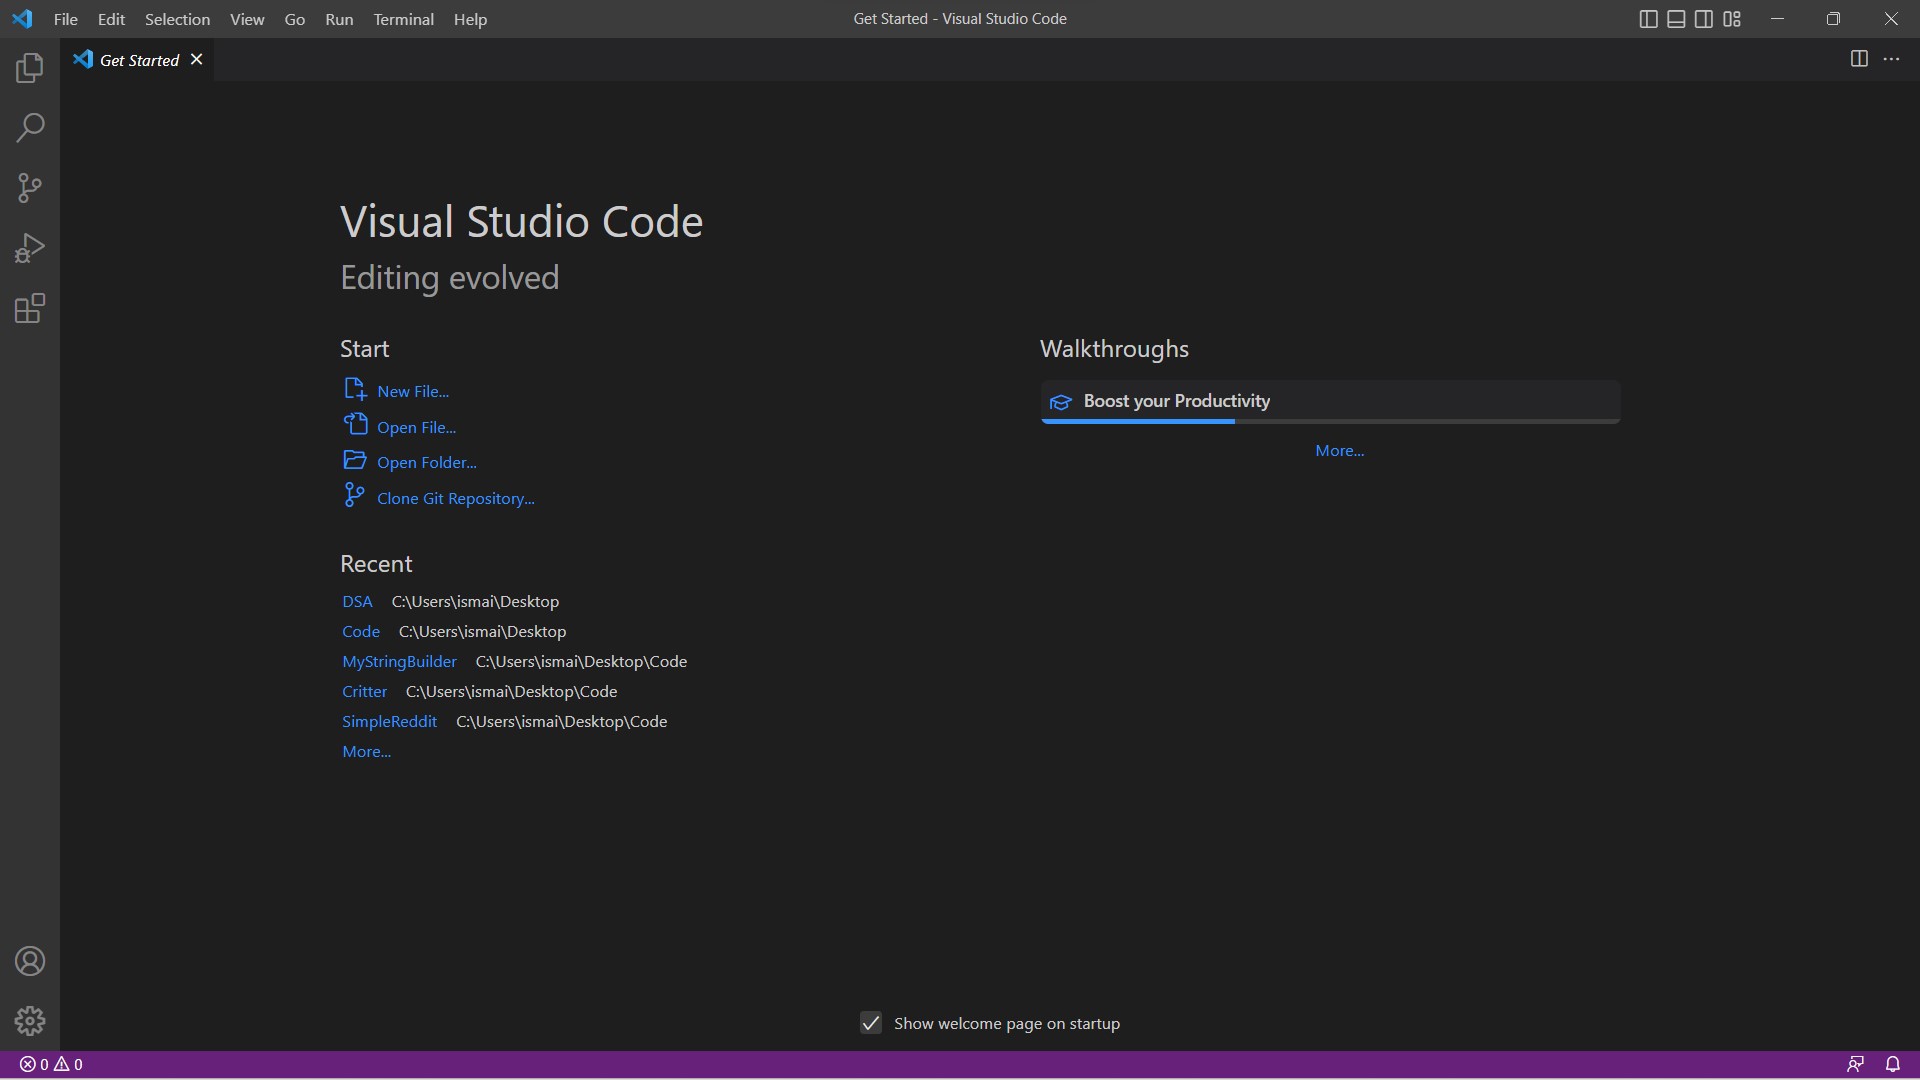 File Edit Selection View Go Run Terminal Help Get Started - Visual Studio Code
Get Started
Visual Studio Code
Editing evolved
Start
New File...
Open File...
Open Folder...
Clone Git Repository...
Walkthroughs
Boost your Productivity
More...
Recent
DSA C:\Users\ismai\Desktop
Code C:\Users\ismai\Desktop
MyStringBuilder C:\Users\ismai\Desktop\Code
Critter C:\Users\ismai\Desktop\Code
SimpleReddit C:\Users\ismai\Desktop\Code
More...
Show welcome page on startup
0 0